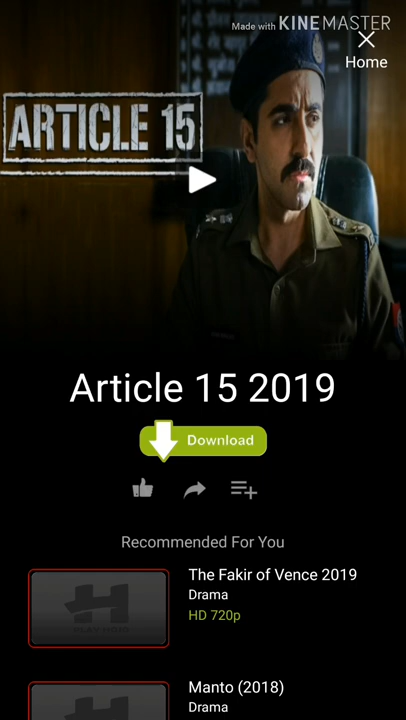 Made with KINEMASTER
Home
ARTICLE 15
Article 15 2019
Download
Recommended For You
The Fakir of Vence 2019
Drama
HD 720p
Manto (2018)
Drama